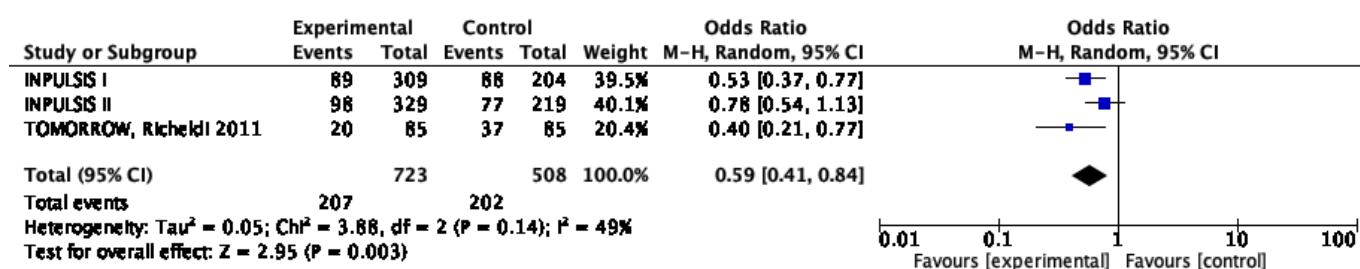 Experimental Control Odds Ratio Odds Ratio
Study or Subgroup Events Total Events Total Weight M-H, Random, 95% CI M-H, Random, 95% CI
INPULSIS I 89 309 88 204 39.5% 0.53 [0.37, 0.77]
INPULSIS II 98 329 77 219 40.1% 0.78 [0.54, 1.13]
TOMORROW, Richeldi 2011 20 85 37 85 20.4% 0.40 [0.21, 0.77]
Total (95% CI) 723 508 100.0% 0.59 [0.41, 0.84]
Total events 207 202
Heterogeneity: Tau² = 0.05; Chi² = 3.88, df = 2 (P = 0.14); I² = 49%
Test for overall effect: Z = 2.95 (P = 0.003)
0.01 0.1 1 10 100
Favours [experimental] Favours [control]